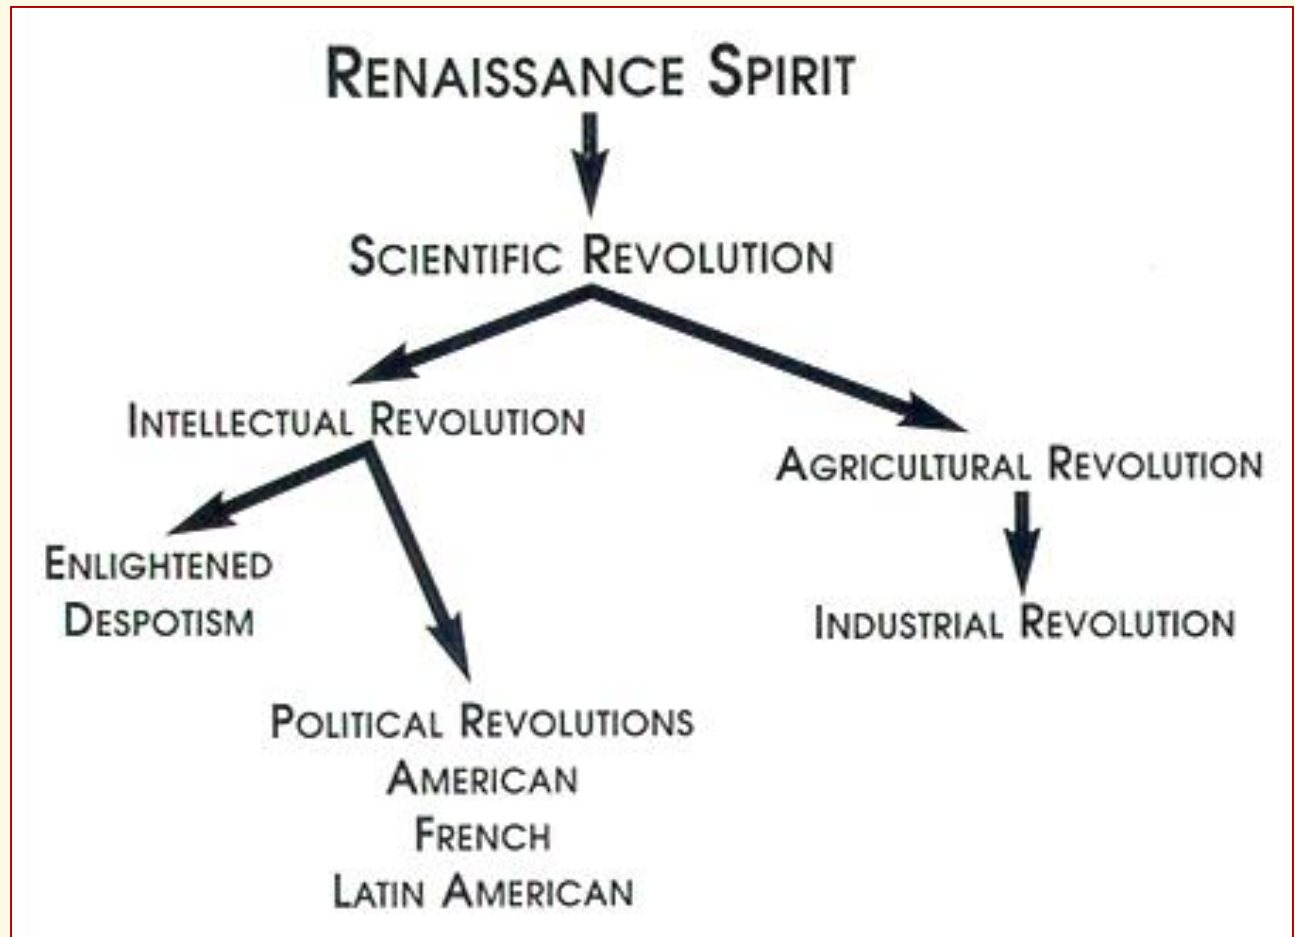 RENAISSANCE SPIRIT
SCIENTIFIC REVOLUTION
INTELLECTUAL REVOLUTION
AGRICULTURAL REVOLUTION
ENLIGHTENED
DESPOTISM
INDUSTRIAL REVOLUTION
POLITICAL REVOLUTIONS
AMERICAN
FRENCH
LATIN AMERICAN